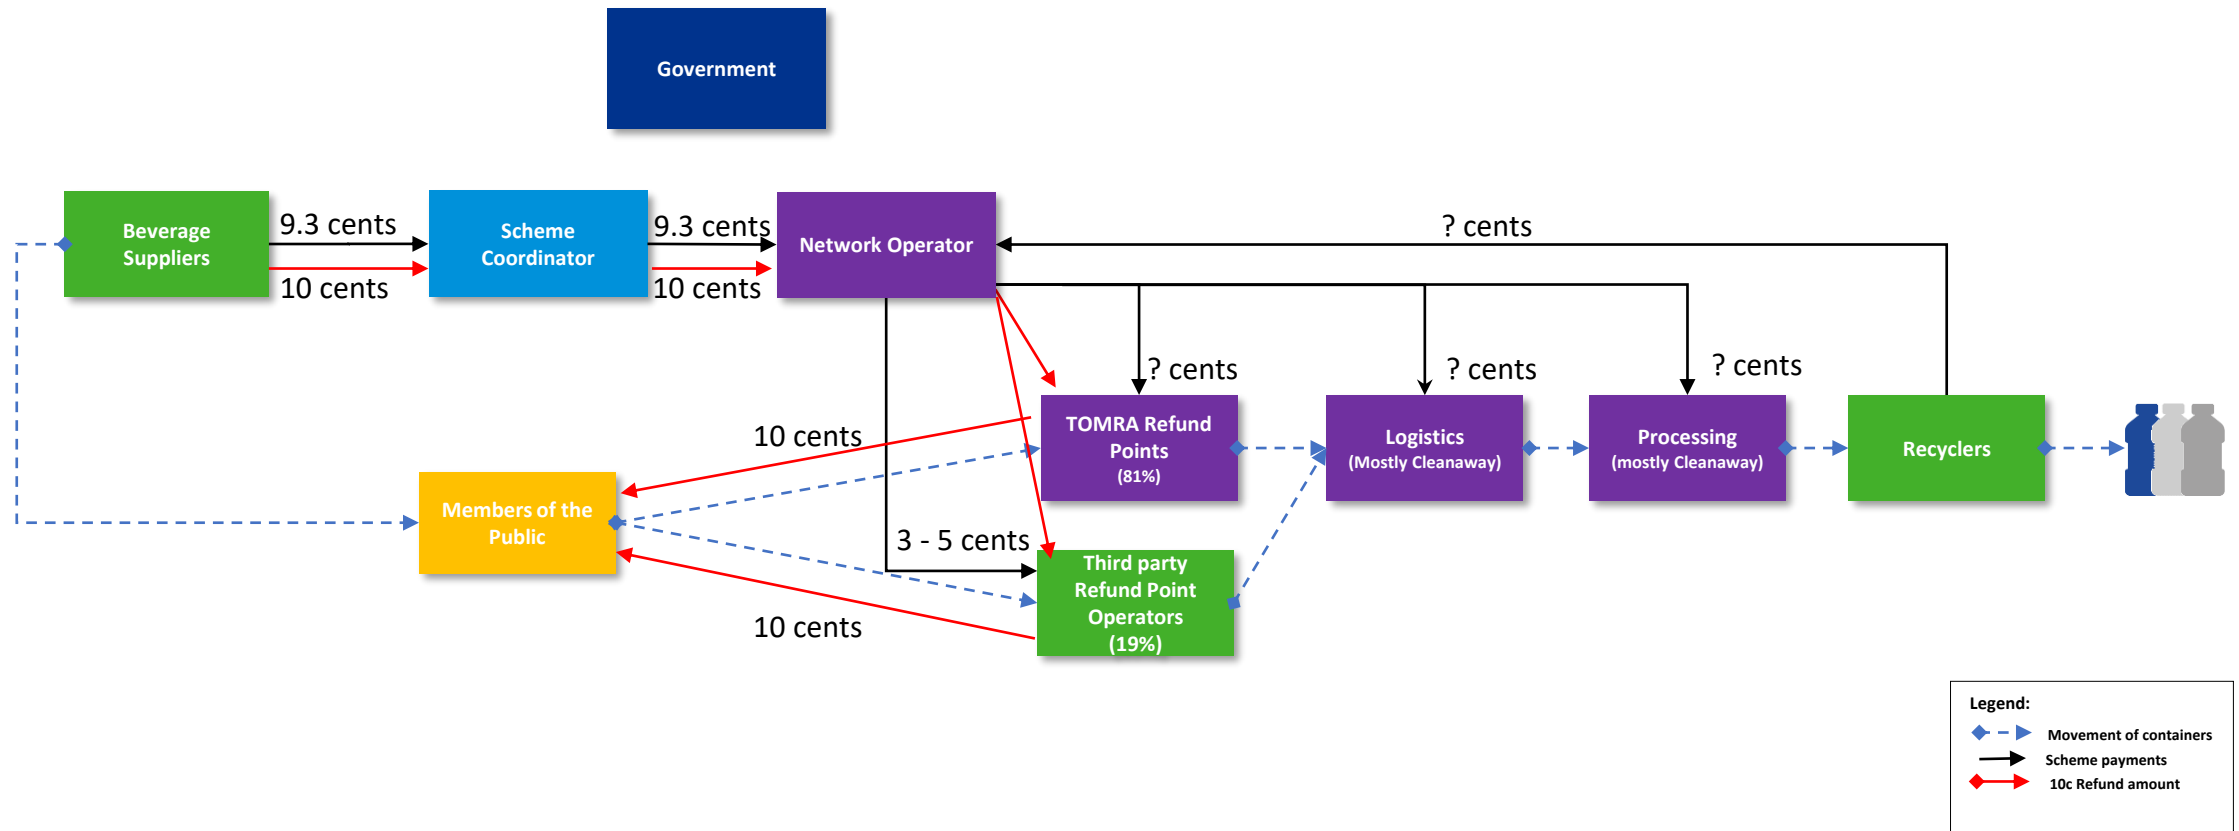 Government
Beverage
Suppliers
9.3 cents
10 cents
Scheme
Coordinator
9.3 cents
10 cents
Network Operator
? cents
? cents
? cents
? cents
10 cents
TOMRA Refund
Points
(81%)
Logistics
(Mostly Cleanaway)
Processing
(mostly Cleanaway)
Recyclers
Members of the
Public
3 - 5 cents
10 cents
Third party
Refund Point
Operators
(19%)
Legend:
Movement of containers
Scheme payments
10c Refund amount